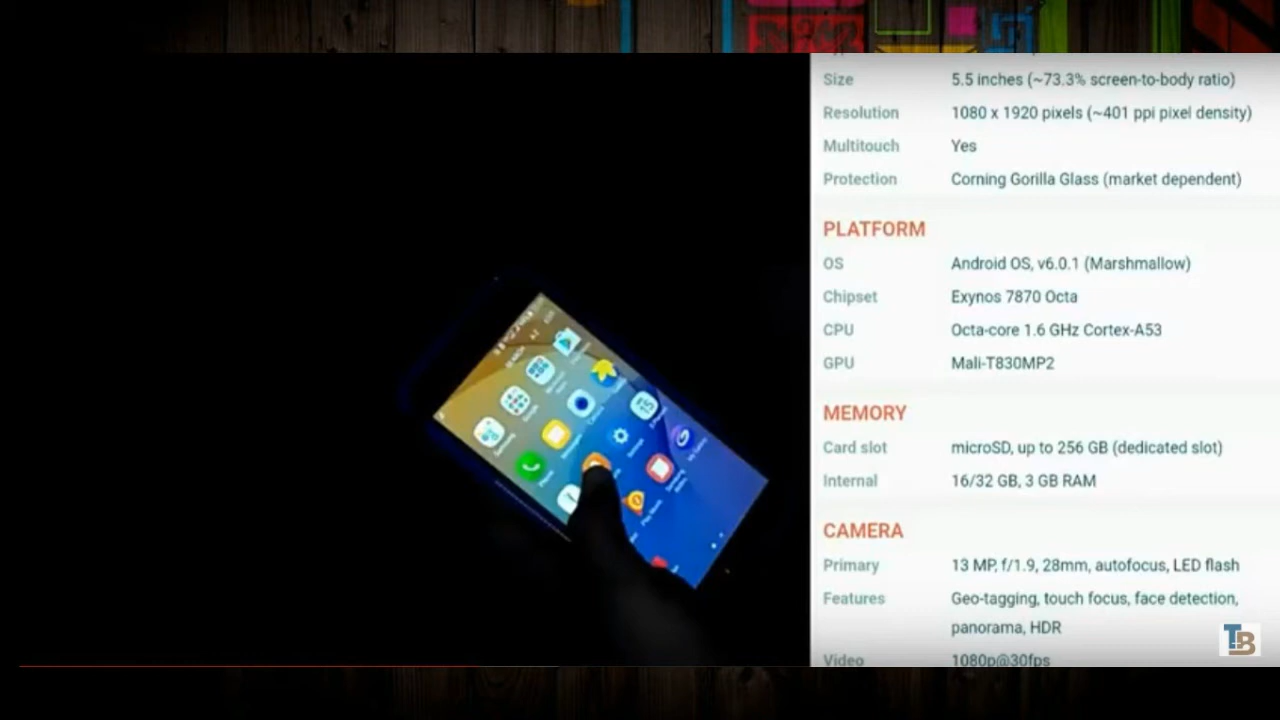 Size 5.5 inches (~73.3% screen-to-body ratio)
Resolution 1080 x 1920 pixels (~401 ppi pixel density)
Multitouch Yes
Protection Corning Gorilla Glass (market dependent)
PLATFORM
OS Android OS, v6.0.1 (Marshmallow)
Chipset Exynos 7870 Octa
CPU Octa-core 1.6 GHz Cortex-A53
GPU Mali-T830MP2
MEMORY
Card slot microSD, up to 256 GB (dedicated slot)
Internal 16/32 GB, 3 GB RAM
CAMERA
Primary 13 MP, f/1.9, 28mm, autofocus, LED flash
Features Geo-tagging, touch focus, face detection,
panorama, HDR
Video 1080p@30fps
TB